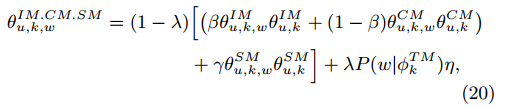 θ_{u,k,w}^{IM.CM.SM} = (1 − λ)[(βθ_{u,k,w}^{IM} θ_{u,k}^{IM} + (1 − β)θ_{u,k,w}^{CM} θ_{u,k}^{CM})
+ γθ_{u,k,w}^{SM} θ_{u,k}^{SM}] + λP(w|ϕ_k^{TM})η,
(20)